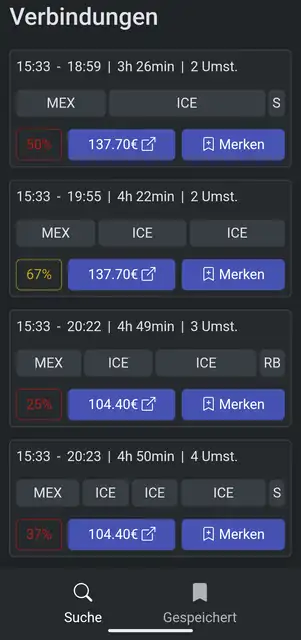 Verbindungen
15:33 - 18:59 | 3h 26min | 2 Umst.
MEX ICE S
50% 137.70€ Merken
15:33 - 19:55 | 4h 22min | 2 Umst.
MEX ICE ICE
67% 137.70€ Merken
15:33 - 20:22 | 4h 49min | 3 Umst.
MEX ICE ICE RB
25% 104.40€ Merken
15:33 - 20:23 | 4h 50min | 4 Umst.
MEX ICE ICE ICE S
37% 104.40€ Merken
Suche Gespeichert